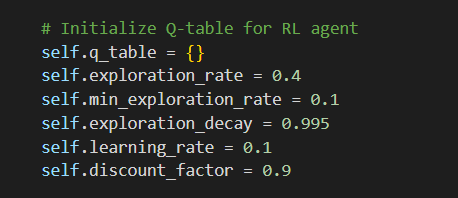 # Initialize Q-table for RL agent
self.q_table = {}
self.exploration_rate = 0.4
self.min_exploration_rate = 0.1
self.exploration_decay = 0.995
self.learning_rate = 0.1
self.discount_factor = 0.9